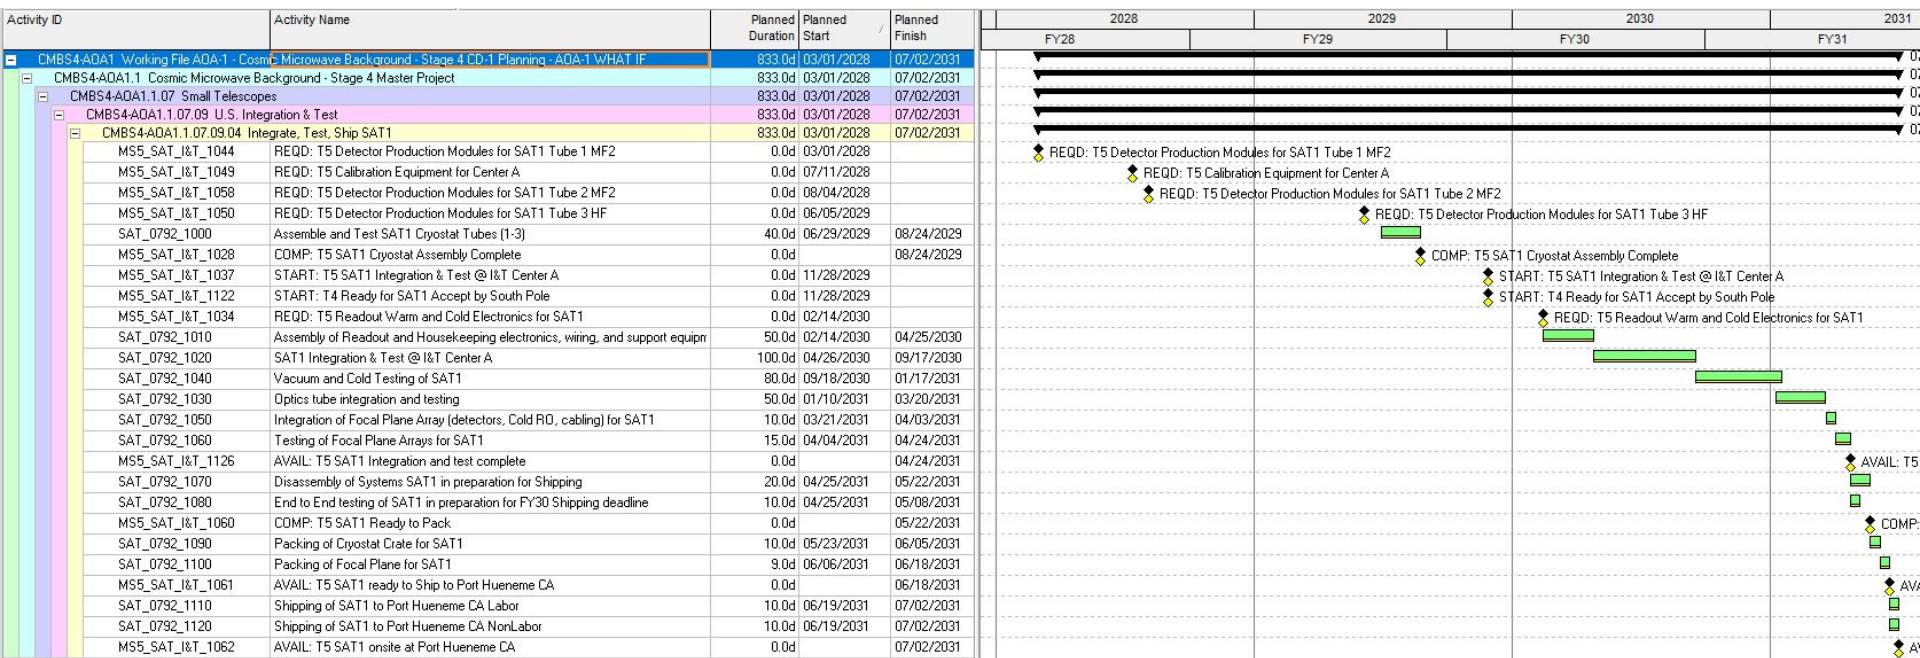 Activity ID Activity Name Planned Duration Planned Start Planned Finish 2028 2029 2030 2031
FY28 FY29 FY30 FY31
CMBS4-AOA1 Working File AOA-1 - Cosmic Microwave Background - Stage 4 CD-1 Planning - AOA-1 WHAT IF 833.0d 03/01/2028 07/02/2031
CMBS4-AOA1.1 Cosmic Microwave Background - Stage 4 Master Project 833.0d 03/01/2028 07/02/2031
CMBS4-AOA1.1.07 Small Telescopes 833.0d 03/01/2028 07/02/2031
CMBS4-AOA1.1.07.09 U.S. Integration & Test 833.0d 03/01/2028 07/02/2031
CMBS4-AOA1.1.07.09.04 Integrate, Test, Ship SAT1 833.0d 03/01/2028 07/02/2031
MS5_SAT_I&T_1044 REQD: T5 Detector Production Modules for SAT1 Tube 1 MF2 0.0d 03/01/2028 REQD: T5 Detector Production Modules for SAT1 Tube 1 MF2
MS5_SAT_I&T_1049 REQD: T5 Calibration Equipment for Center A 0.0d 07/11/2028 REQD: T5 Calibration Equipment for Center A
MS5_SAT_I&T_1058 REQD: T5 Detector Production Modules for SAT1 Tube 2 MF2 0.0d 08/04/2028 REQD: T5 Detector Production Modules for SAT1 Tube 2 MF2
MS5_SAT_I&T_1050 REQD: T5 Detector Production Modules for SAT1 Tube 3 HF 0.0d 06/05/2029 REQD: T5 Detector Production Modules for SAT1 Tube 3 HF
SAT_0792_1000 Assemble and Test SAT1 Cryostat Tubes (1-3) 40.0d 06/29/2029 08/24/2029
MS5_SAT_I&T_1028 COMP: T5 SAT1 Cryostat Assembly Complete 0.0d 08/24/2029 COMP: T5 SAT1 Cryostat Assembly Complete
MS5_SAT_I&T_1037 START: T5 SAT1 Integration & Test @ I&T Center A 0.0d 11/28/2029 START: T5 SAT1 Integration & Test @ I&T Center A
MS5_SAT_I&T_1122 START: T4 Ready for SAT1 Accept by South Pole 0.0d 11/28/2029 START: T4 Ready for SAT1 Accept by South Pole
MS5_SAT_I&T_1034 REQD: T5 Readout Warm and Cold Electronics for SAT1 0.0d 02/14/2030 REQD: T5 Readout Warm and Cold Electronics for SAT1
SAT_0792_1010 Assembly of Readout and Housekeeping electronics, wiring, and support equipm 50.0d 02/14/2030 04/25/2030
SAT_0792_1020 SAT1 Integration & Test @ I&T Center A 100.0d 04/26/2030 09/17/2030
SAT_0792_1040 Vacuum and Cold Testing of SAT1 80.0d 09/18/2030 01/17/2031
SAT_0792_1030 Optics tube integration and testing 50.0d 01/10/2031 03/20/2031
SAT_0792_1050 Integration of Focal Plane Array (detectors, Cold RO, cabling) for SAT1 10.0d 03/21/2031 04/03/2031
SAT_0792_1060 Testing of Focal Plane Arrays for SAT1 15.0d 04/04/2031 04/24/2031
MS5_SAT_I&T_1126 AVAIL: T5 SAT1 Integration and test complete 0.0d 04/24/2031 AVAIL: T5
SAT_0792_1070 Disassembly of Systems SAT1 in preparation for Shipping 20.0d 04/25/2031 05/22/2031
SAT_0792_1080 End to End testing of SAT1 in preparation for FY30 Shipping deadline 10.0d 04/25/2031 05/08/2031
MS5_SAT_I&T_1060 COMP: T5 SAT1 Ready to Pack 0.0d 05/22/2031 COMP:
SAT_0792_1090 Packing of Cryostat Crate for SAT1 10.0d 05/23/2031 06/05/2031
SAT_0792_1100 Packing of Focal Plane for SAT1 9.0d 06/06/2031 06/18/2031
MS5_SAT_I&T_1061 AVAIL: T5 SAT1 ready to Ship to Port Hueneme CA 0.0d 06/18/2031
SAT_0792_1110 Shipping of SAT1 to Port Hueneme CA Labor 10.0d 06/19/2031 07/02/2031
SAT_0792_1120 Shipping of SAT1 to Port Hueneme CA NonLabor 10.0d 06/19/2031 07/02/2031
MS5_SAT_I&T_1062 AVAIL: T5 SAT1 onsite at Port Hueneme CA 0.0d 07/02/2031